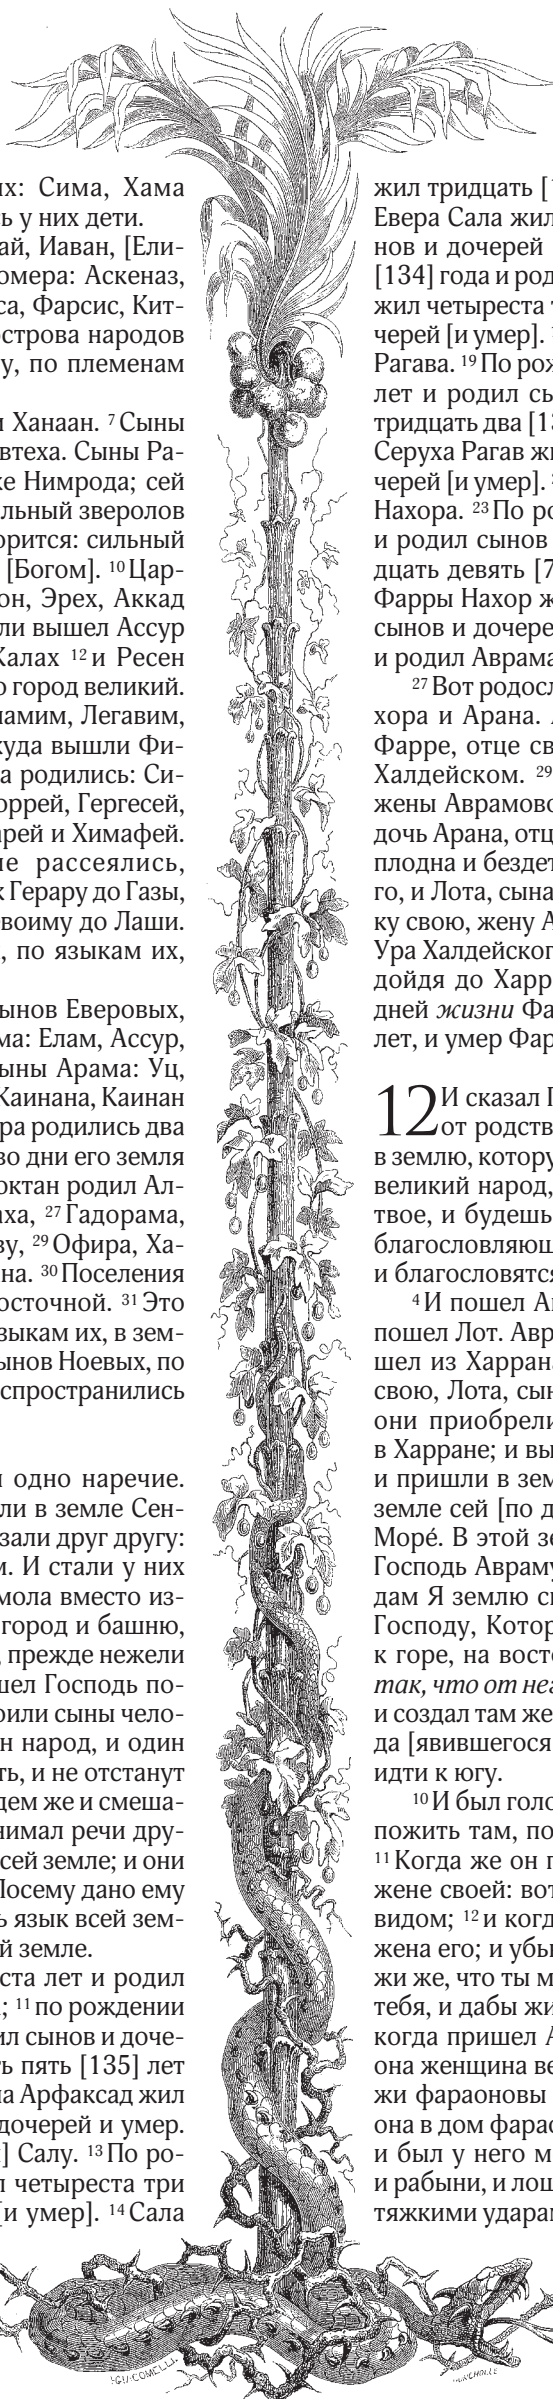 их: Сима, Хама
ь у них дети.
ай, Иаван, [Ели-
омера: Аскеназ,
са, Фарсис, Кит-
острова народов
у, по племенам
и Ханаан. 7 Сыны
втеха. Сыны Ра-
ке Нимрода; сей
льный зверолов
орится: сильный
[Богом]. 10 Цар-
он, Эрех, Аккад
ли вышел Ассур
Калах 12 и Ресен
о город великий.
памим, Легавим,
куда вышли Фи-
а родились: Си-
оррей, Гергесей,
арей и Химафей.
ие рассеялись,
к Герару до Газы,
евоиму до Лаши.
, по языкам их,
ынов Еверовых,
ма: Елам, Ассур,
ыны Арама: Уц,
Каинана, Каинан
ра родились два
во дни его земля
октан родил Ал-
аха, 27 Гадорама,
ву, 29 Офира, Ха-
на. 30 Поселения
осточной. 31 Это
зыкам их, в зем-
ынов Ноевых, по
спространились
и одно наречие.
ли в земле Сен-
зали друг другу:
м. И стали у них
мола вместо из-
город и башню,
, прежде нежели
шел Господь по-
оили сыны чело-
н народ, и один
ть, и не отстанут
дем же и смеша-
нимал речи дру-
сей земле; и они
Посему дано ему
ь язык всей зем-
й земле.
ста лет и родил
; 11 по рождении
ил сынов и доче-
ь пять [135] лет
ла Арфаксад жил
дочерей и умер.
] Салу. 13 По ро-
л четыреста три
[и умер]. 14 Сала
жил тридцать [1
Евера Сала жил
нов и дочерей
[134] года и род
жил четыреста т
черей [и умер].
Рагава. 19 По рож
лет и родил сы
тридцать два [13
Серуха Рагав жи
черей [и умер].
Нахора. 23 По ро
и родил сынов
дцать девять [7
Фарры Нахор ж
сынов и дочере
и родил Аврама
27 Вот родосл
хора и Арана. А
Фарре, отце св
Халдейском. 29
жены Аврамово
дочь Арана, отц
плодна и бездет
го, и Лота, сына
ку свою, жену А
Ура Халдейског
дойдя до Харр
дней жизни Фа
лет, и умер Фар
12 И сказал Г
от родств
в землю, котору
великий народ,
твое, и будешь
благословляющ
и благословятся
4 И пошел Ав
пошел Лот. Авр
шел из Харран
свою, Лота, сын
они приобрели
в Харране; и вы
и пришли в зем
земле сей [по д
Море́. В этой зе
Господь Авраму
дам Я землю си
Господу, Котор
к горе, на восто
так, что от нег
и создал там же
да [явившегося
идти к югу.
10 И был голо
пожить там, по
11 Когда же он п
жене своей: вот
видом; 12 и когд
жена его; и убы
жи же, что ты м
тебя, и дабы жи
когда пришел А
она женщина ве
жи фараоновы
она в дом фарао
и был у него м
и рабыни, и лош
тяжкими ударам